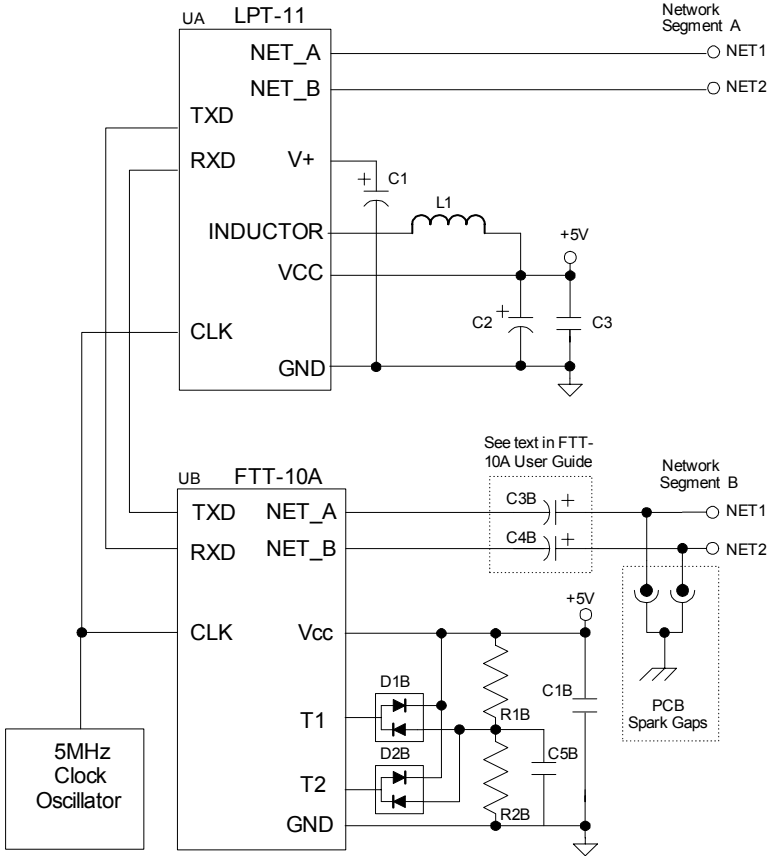 UA LPT-11
Network
Segment A
NET_A
NET1
NET_B
NET2
TXD
RXD
V+
+ C1
L1
INDUCTOR
+5V
VCC
C2 +
C3
CLK
GND
See text in FTT-
10A User Guide
UB FTT-10A
Network
Segment B
TXD NET_A
C3B +
NET1
RXD NET_B
C4B +
NET2
+5V
CLK Vcc
D1B
C1B
T1
R1B
PCB
Spark Gaps
D2B
C5B
5MHz
Clock
Oscillator
T2
R2B
GND